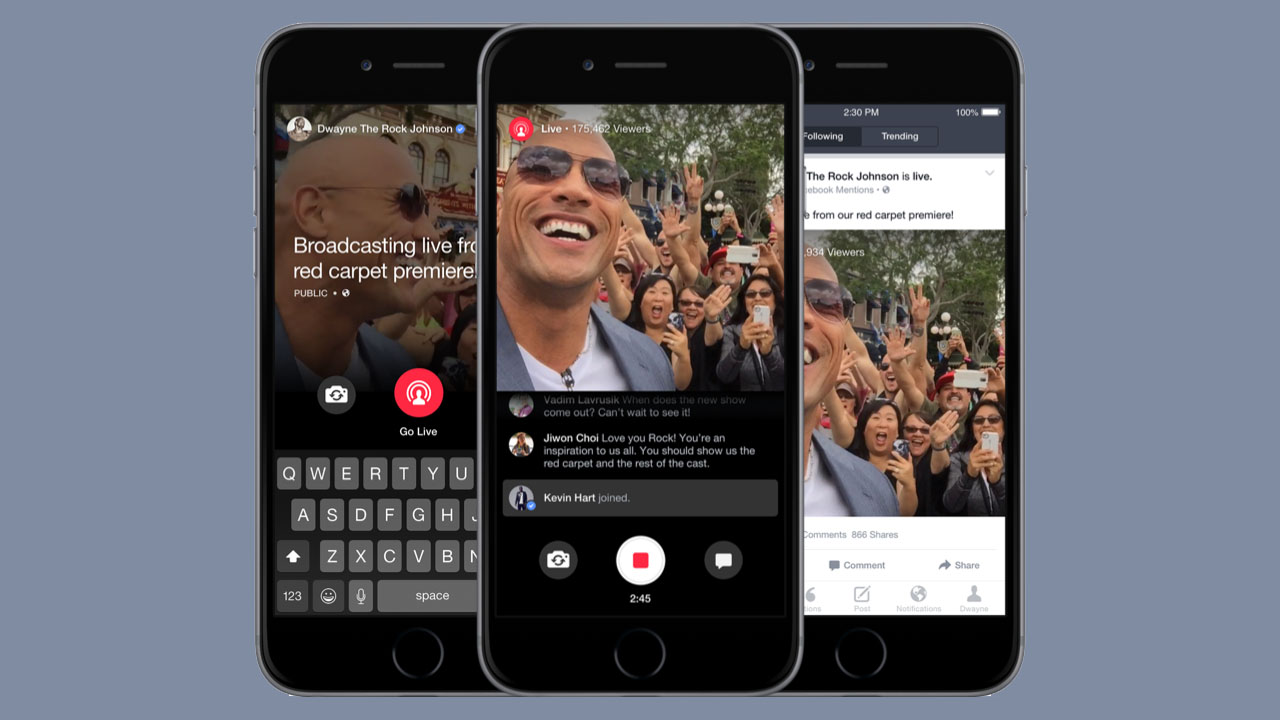 Dwayne The Rock Johnson
Broadcasting live fro
red carpet premiere
PUBLIC •
Go Live
Q W E R T Y U
A S D F G H J
Z X C V B N
123 space
Live • 175,462 Viewers
Vadim Lavrusik When does the new show
come out? Can't wait to see it!
Jiwon Choi Love you Rock! You're an
inspiration to us all. You should show us the
red carpet and the rest of the cast.
Kevin Hart joined.
2:45
2:30 PM 100%
Following Trending
The Rock Johnson is live.
ebook Mentions •
e from our red carpet premiere!
,934 Viewers
Comments 866 Shares
Comment Share
tions Post Notifications Dwayne